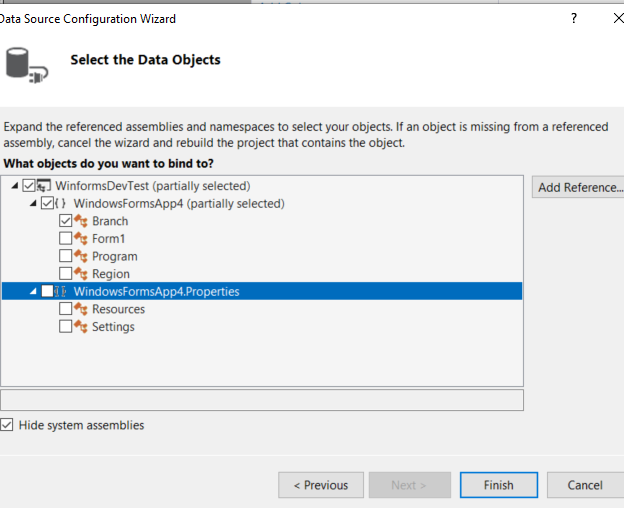 Data Source Configuration Wizard
?
Select the Data Objects
Expand the referenced assemblies and namespaces to select your objects. If an object is missing from a referenced
assembly, cancel the wizard and rebuild the project that contains the object.
What objects do you want to bind to?
WinformsDevTest (partially selected)
Add Reference...
{ } WindowsFormsApp4 (partially selected)
Branch
Form1
Program
Region
{ } WindowsFormsApp4.Properties
Resources
Settings
Hide system assemblies
< Previous
Next >
Finish
Cancel